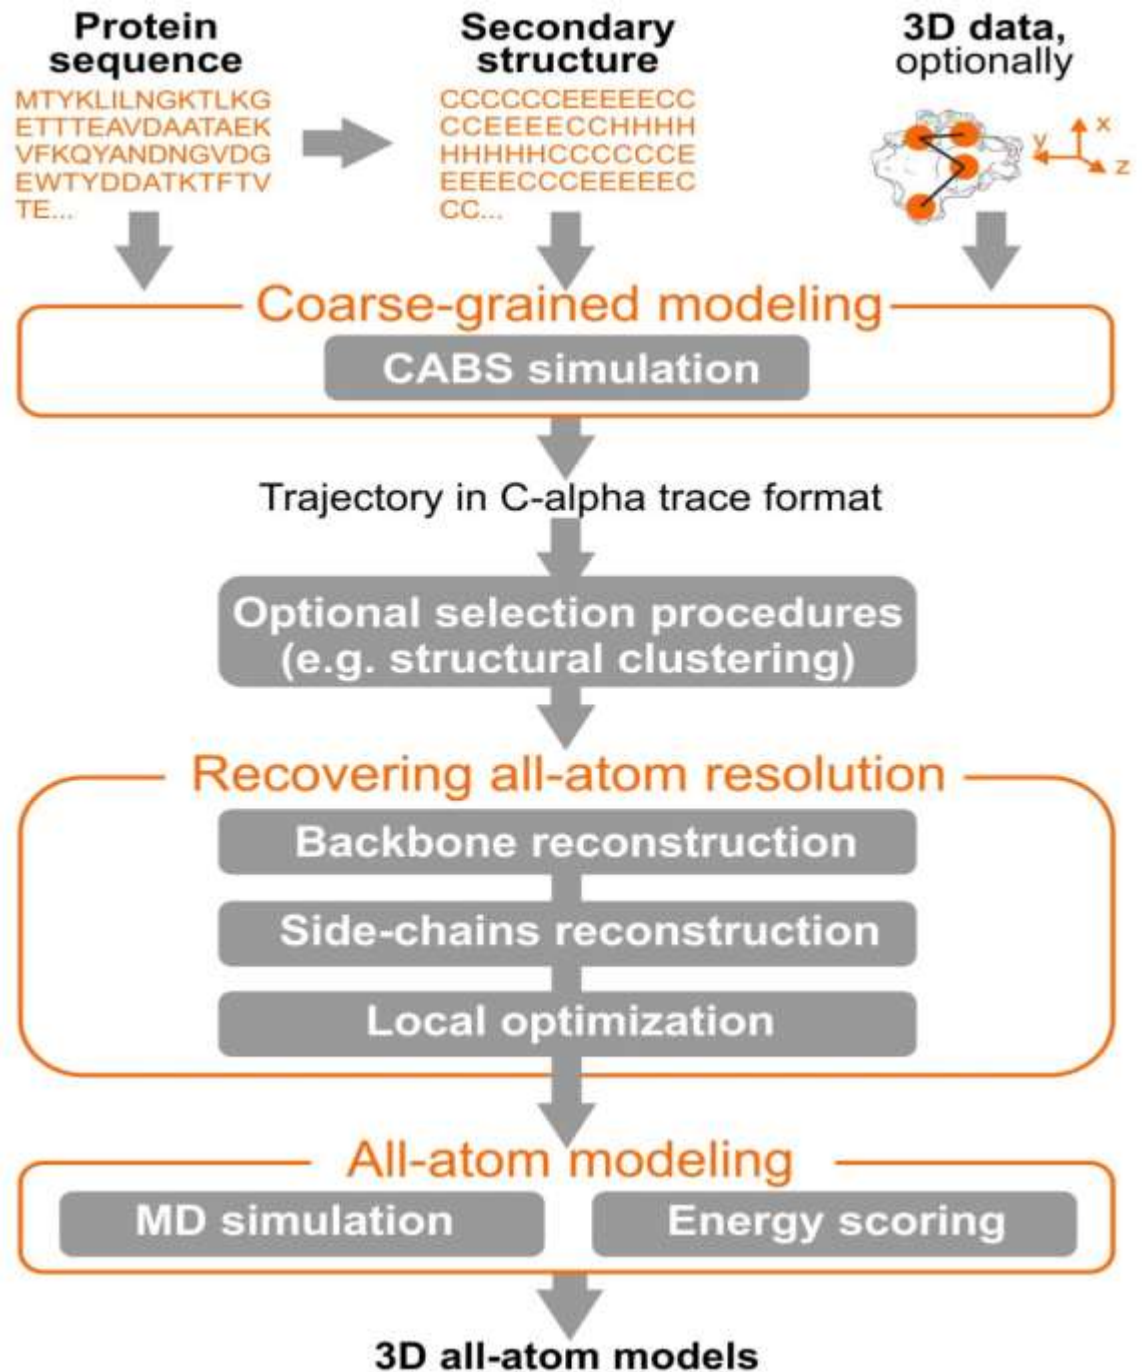 Protein
sequence
MTYKLILNGKTLKG
ETTTEAVDAATAEK
VFKQYANDNGVDG
EWTYDDATKTFTV
TE...
Secondary
structure
CCCCCCEEEEECC
CCEEEECCHHHH
HHHHHCCCCCCE
EEEECCCEEEEEC
CC...
3D data,
optionally
x
y
z
Coarse-grained modeling
CABS simulation
Trajectory in C-alpha trace format
Optional selection procedures
(e.g. structural clustering)
Recovering all-atom resolution
Backbone reconstruction
Side-chains reconstruction
Local optimization
All-atom modeling
MD simulation
Energy scoring
3D all-atom models